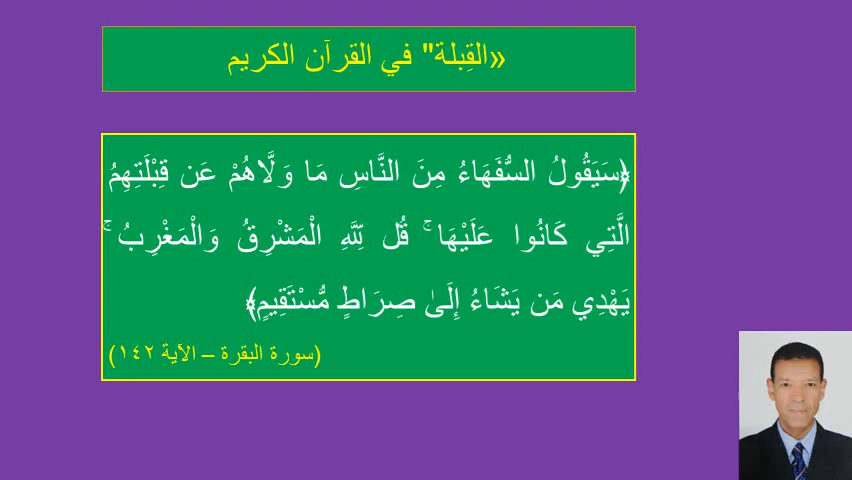 «القِبلة" في القرآن الكريم
﴿سَيَقُولُ السُّفَهَاءُ مِنَ النَّاسِ مَا وَلَّاهُمْ عَن قِبْلَتِهِمُ
الَّتِي كَانُوا عَلَيْهَا ۚ قُل لِلَّهِ الْمَشْرِقُ وَالْمَغْرِبُ ۚ
يَهْدِي مَن يَشَاءُ إِلَىٰ صِرَاطٍ مُّسْتَقِيمٍ﴾
(سورة البقرة – الآية ١٤٢)